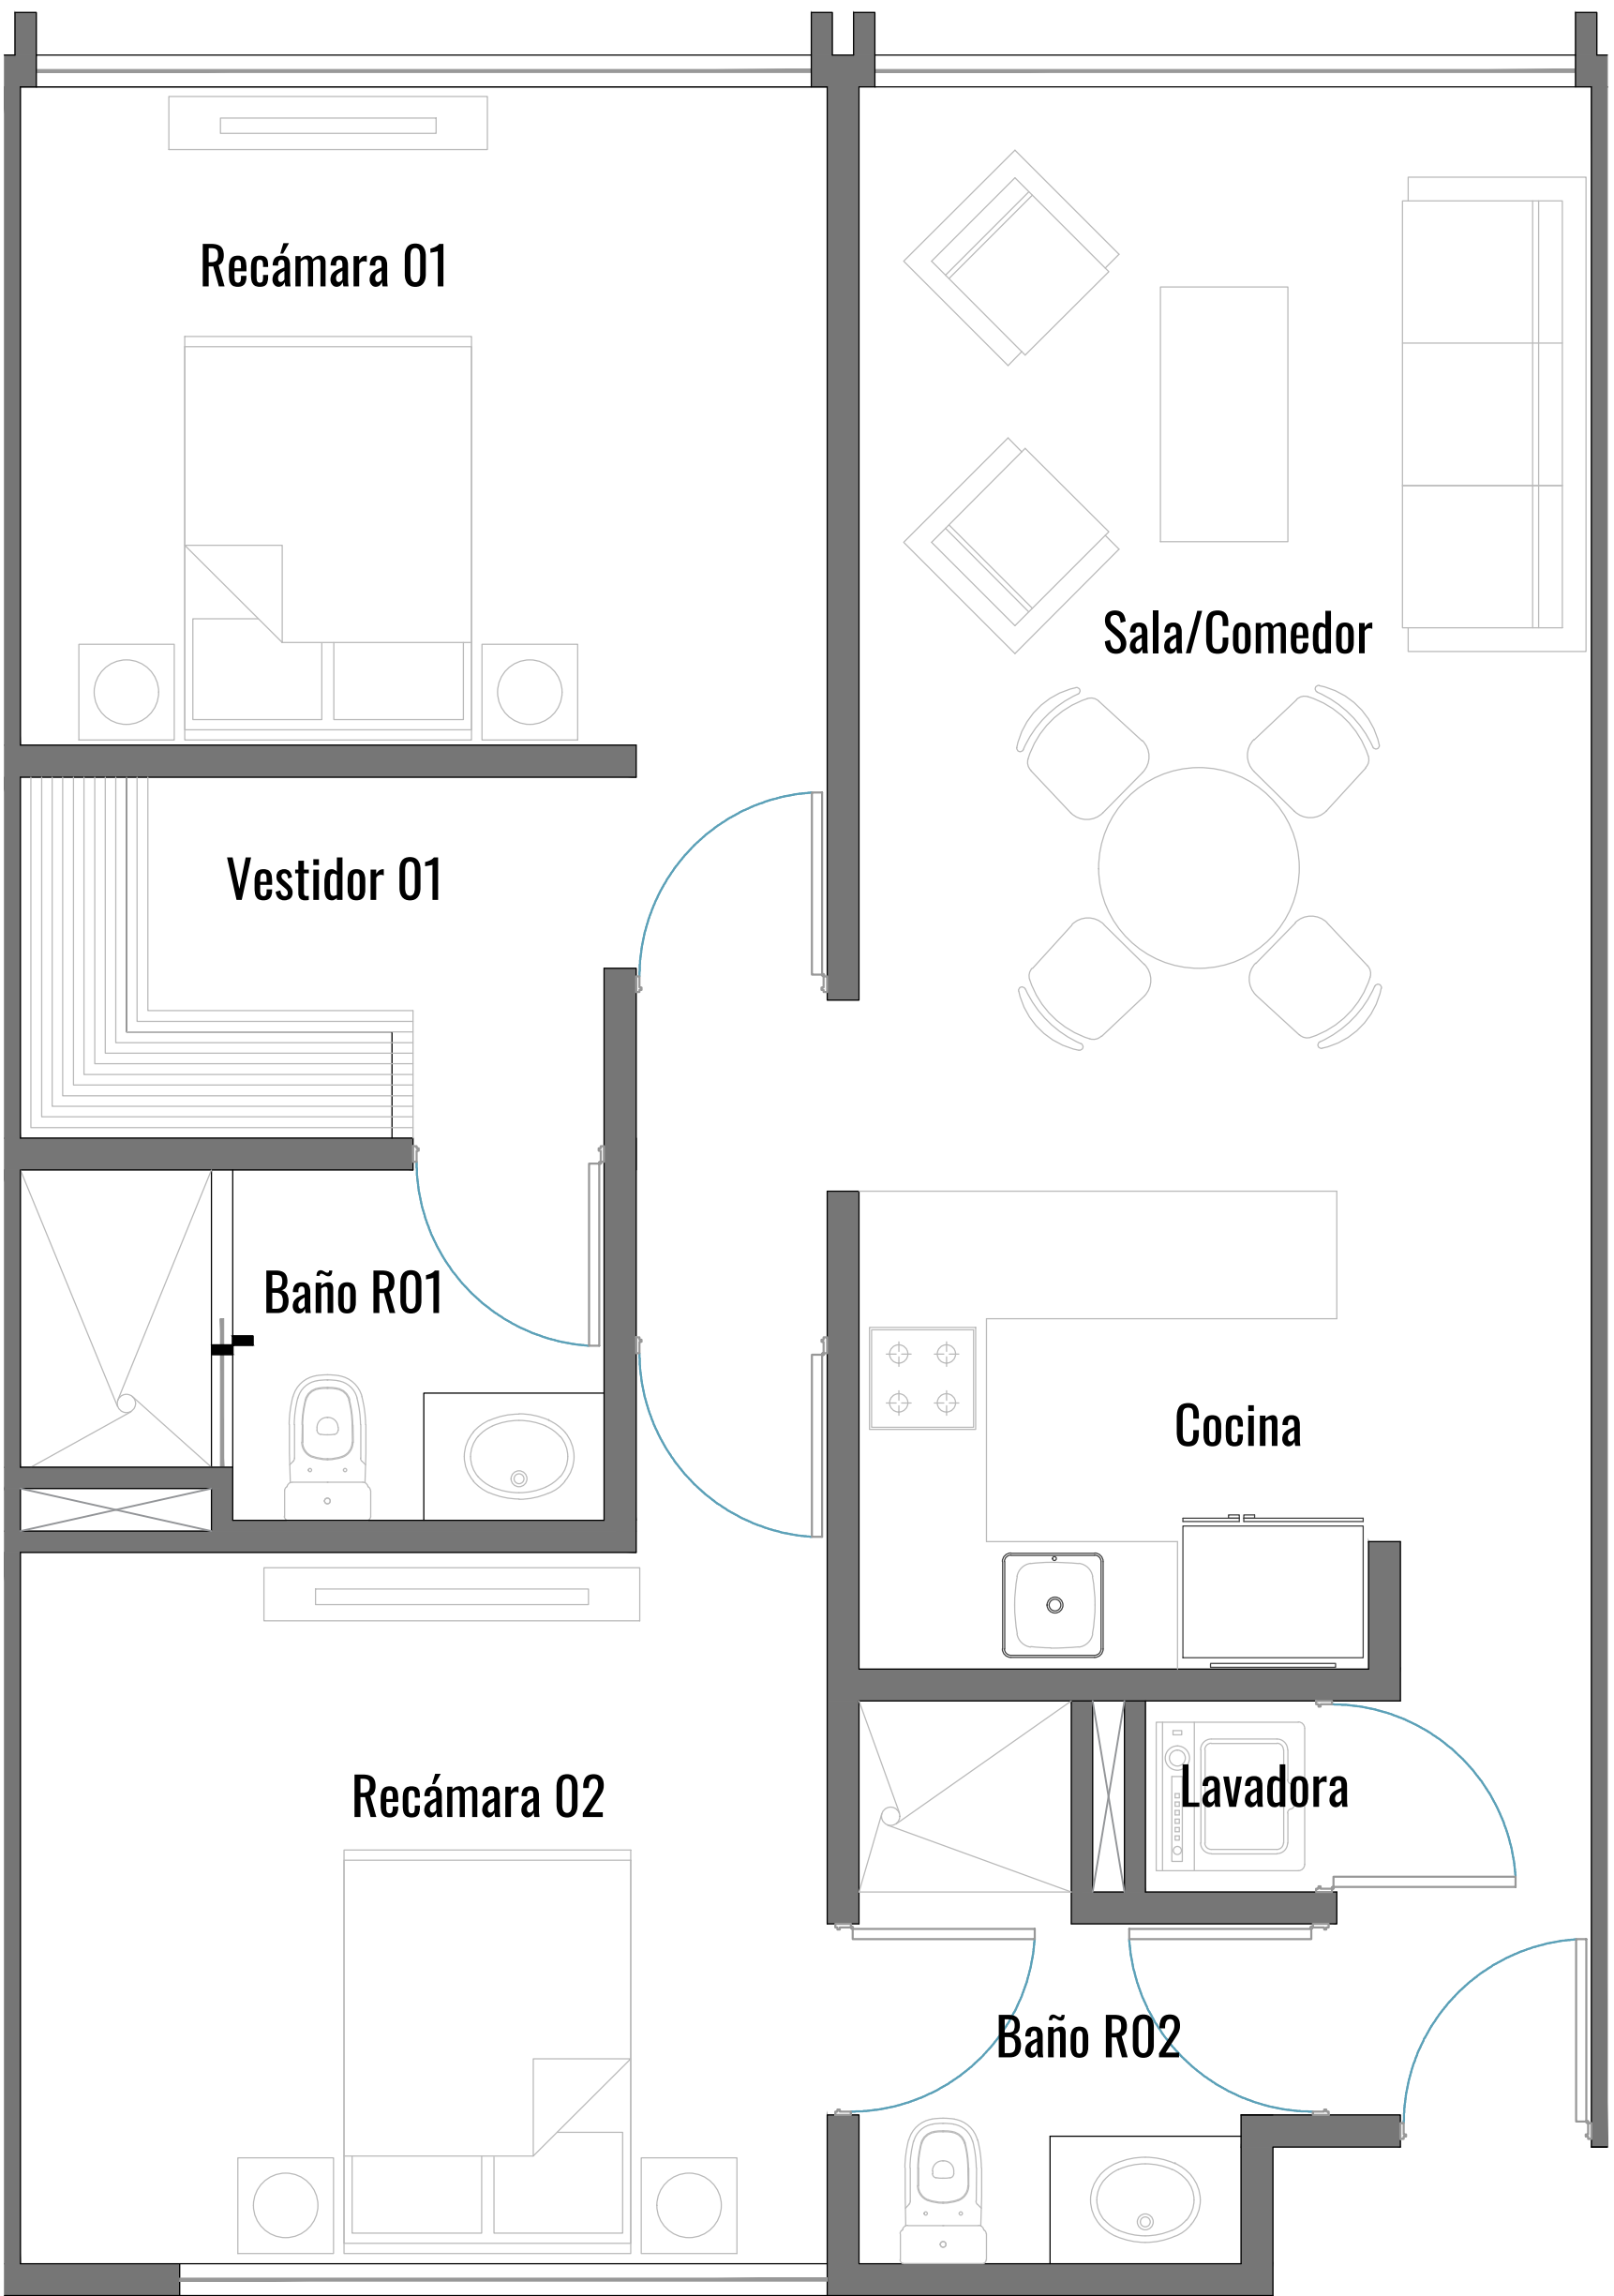 Recámara 01
Sala/Comedor
Vestidor 01
Baño R01
Cocina
Recámara 02
Lavadora
Baño R02